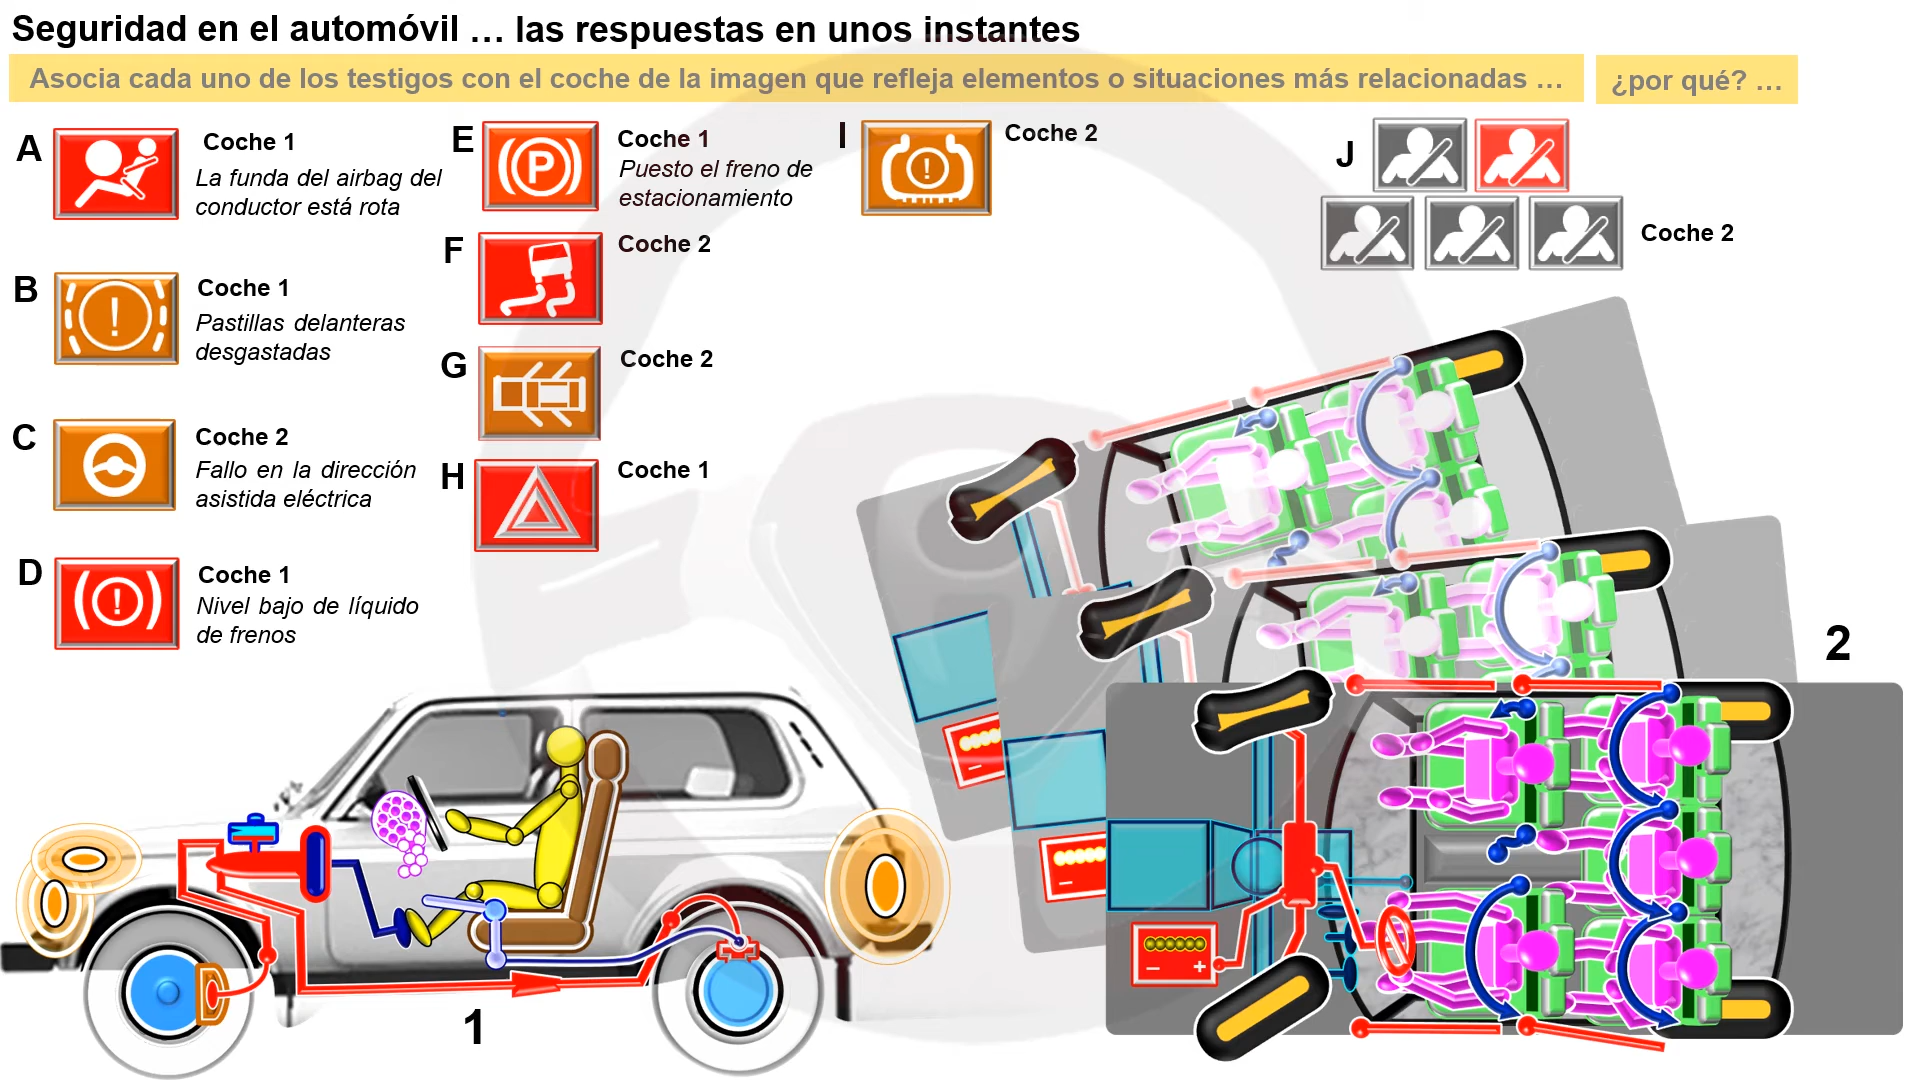 Seguridad en el automóvil … las respuestas en unos instantes
Asocia cada uno de los testigos con el coche de la imagen que refleja elementos o situaciones más relacionadas …
¿por qué? …
A
Coche 1
La funda del airbag del
conductor está rota
B
Coche 1
Pastillas delanteras
desgastadas
C
Coche 2
Fallo en la dirección
asistida eléctrica
D
Coche 1
Nivel bajo de líquido
de frenos
E
P
Coche 1
Puesto el freno de
estacionamiento
F
Coche 2
G
Coche 2
H
Coche 1
I
Coche 2
J
Coche 2
1
2